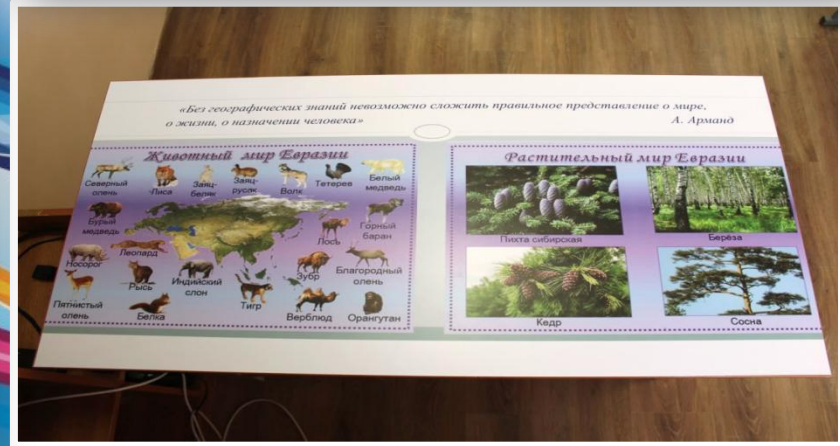 «Без географических знаний невозможно сложить правильное представление о мире,
о жизни, о назначении человека»
А. Арманд
Животный мир Евразии
Северный
олень
Лиса
Заяц-
беляк
Заяц-
русак
Волк
Тетерев
Белый
медведь
Бурый
медведь
Лось
Горный
баран
Носорог
Леопард
Рысь
Индийский
слон
Зубр
Благородный
олень
Пятнистый
олень
Белка
Тигр
Верблюд
Орангутан
Растительный мир Евразии
Пихта сибирская
Берёза
Кедр
Сосна